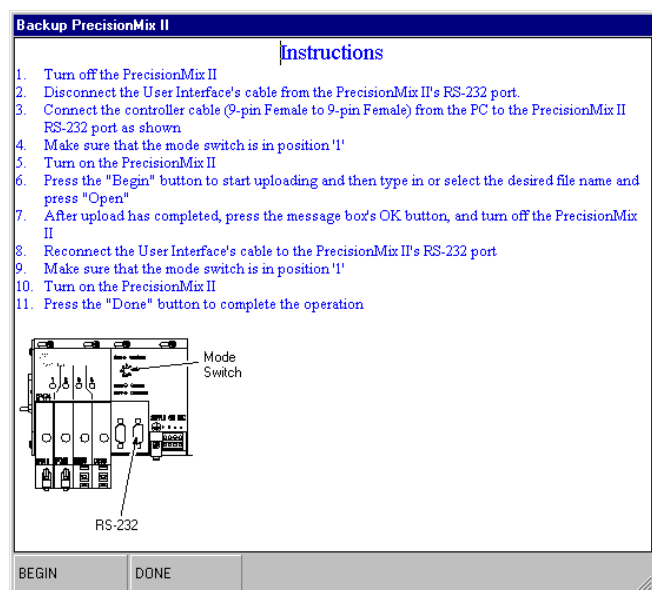 Backup PrecisionMix II
Instructions
1. Turn off the PrecisionMix II
2. Disconnect the User Interface's cable from the PrecisionMix II's RS-232 port.
3. Connect the controller cable (9-pin Female to 9-pin Female) from the PC to the PrecisionMix II
RS-232 port as shown
4. Make sure that the mode switch is in position '1'
5. Turn on the PrecisionMix II
6. Press the "Begin" button to start uploading and then type in or select the desired file name and
press "Open"
7. After upload has completed, press the message box's OK button, and turn off the PrecisionMix
II
8. Reconnect the User Interface's cable to the PrecisionMix II's RS-232 port
9. Make sure that the mode switch is in position '1'
10. Turn on the PrecisionMix II
11. Press the "Done" button to complete the operation
Mode
Switch
RS-232
BEGIN
DONE